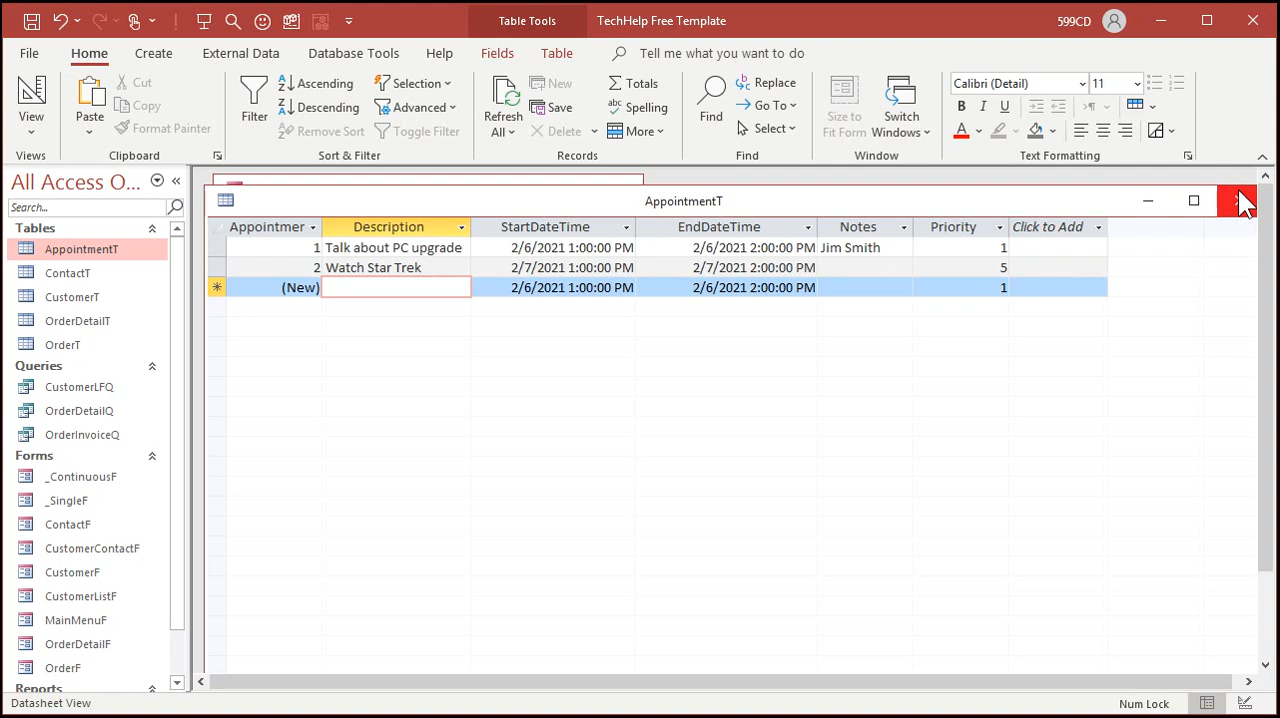 Table Tools
TechHelp Free Template
599CD
File
Home
Create
External Data
Database Tools
Help
Fields
Table
Tell me what you want to do
View
Views
Paste
Cut
Copy
Format Painter
Clipboard
Filter
Ascending
Descending
Remove Sort
Selection
Advanced
Toggle Filter
Sort & Filter
Refresh
All
New
Save
Delete
Totals
Spelling
More
Records
Find
Replace
Go To
Select
Find
Size to
Fit Form
Switch
Windows
Window
Calibri (Detail)
11
B I U
A
Text Formatting
All Access O...
Search...
Tables
AppointmentT
ContactT
CustomerT
OrderDetailT
OrderT
Queries
CustomerLFQ
OrderDetailQ
OrderInvoiceQ
Forms
_ContinuousF
_SingleF
ContactF
CustomerContactF
CustomerF
CustomerListF
MainMenuF
OrderDetailF
OrderF
Reports
AppointmentT
Appointmer Description StartDateTime EndDateTime Notes Priority Click to Add
1 Talk about PC upgrade 2/6/2021 1:00:00 PM 2/6/2021 2:00:00 PM Jim Smith 1
2 Watch Star Trek 2/7/2021 1:00:00 PM 2/7/2021 2:00:00 PM 5
(New) 2/6/2021 1:00:00 PM 2/6/2021 2:00:00 PM 1
Datasheet View
Num Lock